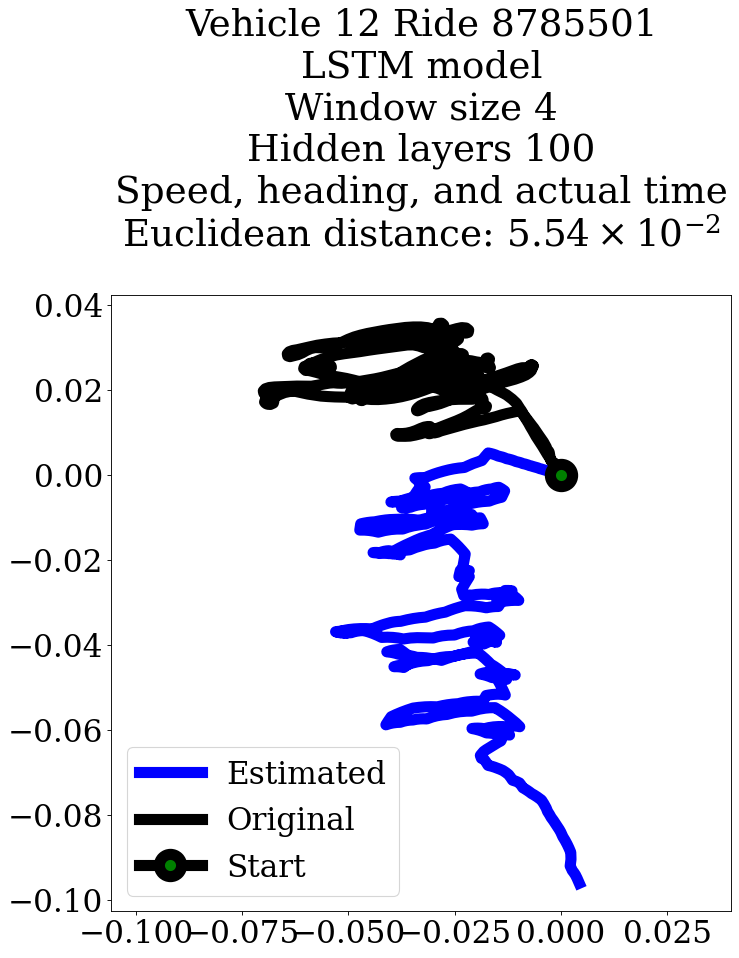 Vehicle 12 Ride 8785501
LSTM model
Window size 4
Hidden layers 100
Speed, heading, and actual time
Euclidean distance: 5.54 × 10⁻²
0.04
0.02
0.00
−0.02
−0.04
−0.06
−0.08
−0.10
Estimated
Original
Start
−0.100 −0.075 −0.050 −0.025 0.000 0.025